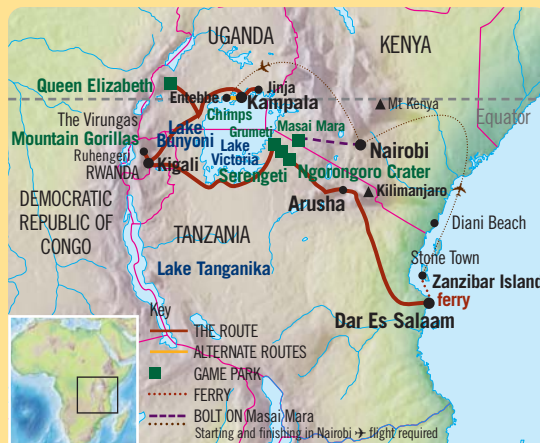 UGANDA
KENYA
Queen Elizabeth
Jinja
Entebbe
Kampala
Chimps
Mt Kenya
Equator
The Virungas
Mountain Gorillas
Ruhengeri
RWANDA
Kigali
Lake
Bunyoni
Lake
Victoria
Grumeti
Masai Mara
Serengeti
Nairobi
Ngorongoro Crater
Kilimanjaro
Arusha
DEMOCRATIC
REPUBLIC OF
CONGO
TANZANIA
Diani Beach
Stone Town
Lake Tanganika
Zanzibar Island
ferry
Dar Es Salaam
Key
THE ROUTE
ALTERNATE ROUTES
GAME PARK
FERRY
BOLT ON Masai Mara
Starting and finishing in Nairobi flight required